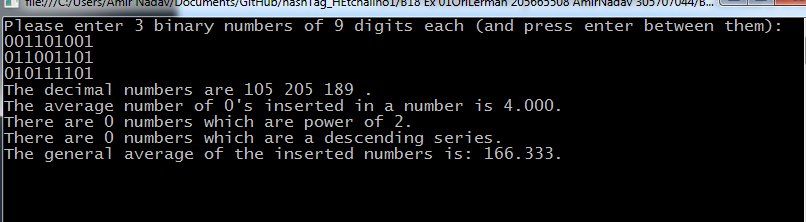 file:///C:/Users/Amir Nadav/Documents/GitHub/hashTag_HEtchalno1/B18 Ex 01OriLerman 205665508 AmirNadav 305707044/B...
Please enter 3 binary numbers of 9 digits each (and press enter between them):
001101001
011001101
010111101
The decimal numbers are 105 205 189 .
The average number of 0's inserted in a number is 4.000.
There are 0 numbers which are power of 2.
There are 0 numbers which are a descending series.
The general average of the inserted numbers is: 166.333.